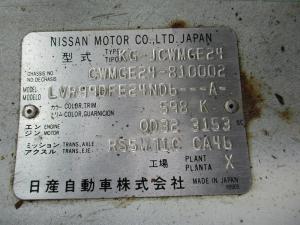 NISSAN MOTOR CO., LTD. JAPAN
型式 TYPE TIPO KG-JCWMGE24
CHASSIS NO. NO. DE CHASIS CWMGE24-810002
MODEL MODELO LVR99DFE24ND6---A-
カラー COLOR, TRIM COLOR, GUARNICION 598 K
エンジン ENGINE MOTOR QD32 3153 cc
ミッション アクスル TRANS., AXLE TRANS., EJE RS5W71C CA46
工場 PLANT PLANTA X
日産自動車株式会社 MADE IN JAPAN